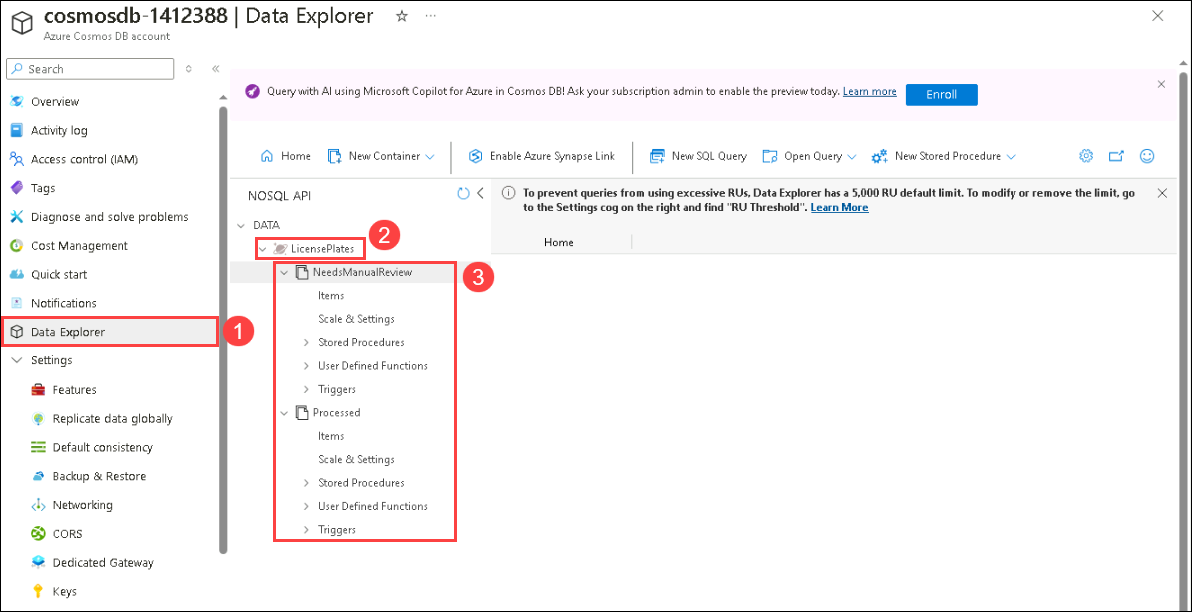 cosmosdb-1412388 | Data Explorer
Azure Cosmos DB account
Search
Overview
Activity log
Access control (IAM)
Tags
Diagnose and solve problems
Cost Management
Quick start
Notifications
Data Explorer
1
Settings
Features
Replicate data globally
Default consistency
Backup & Restore
Networking
CORS
Dedicated Gateway
Keys
Query with AI using Microsoft Copilot for Azure in Cosmos DB! Ask your subscription admin to enable the preview today. Learn more
Enroll
Home
New Container
Enable Azure Synapse Link
New SQL Query
Open Query
New Stored Procedure
NOSQL API
DATA
LicensePlates
2
NeedsManualReview
3
Items
Scale & Settings
Stored Procedures
User Defined Functions
Triggers
Processed
Items
Scale & Settings
Stored Procedures
User Defined Functions
Triggers
To prevent queries from using excessive RUs, Data Explorer has a 5,000 RU default limit. To modify or remove the limit, go
to the Settings cog on the right and find "RU Threshold". Learn More
Home